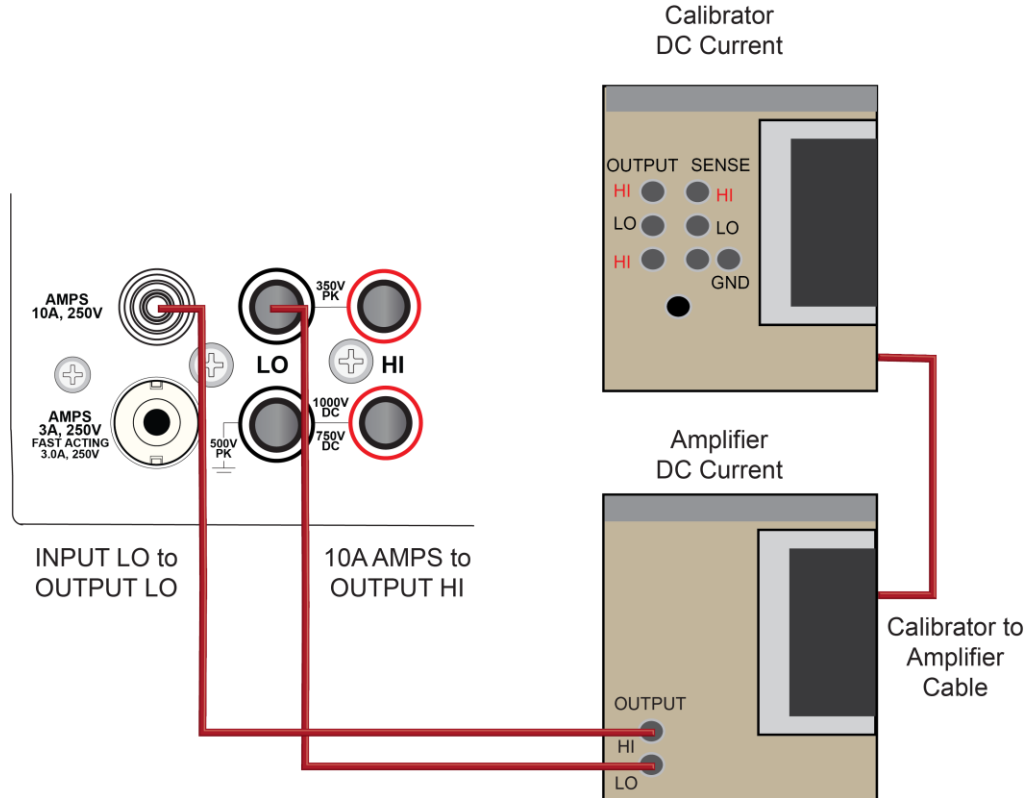 Calibrator
DC Current
OUTPUT SENSE
HI HI
LO LO
HI
GND
AMPS
10A, 250V
350V
PK
LO HI
AMPS
3A, 250V
FAST ACTING
3.0A, 250V
500V
PK
1000V
DC
750V
DC
Amplifier
DC Current
INPUT LO to
OUTPUT LO
10A AMPS to
OUTPUT HI
Calibrator to
Amplifier
Cable
OUTPUT
HI
LO